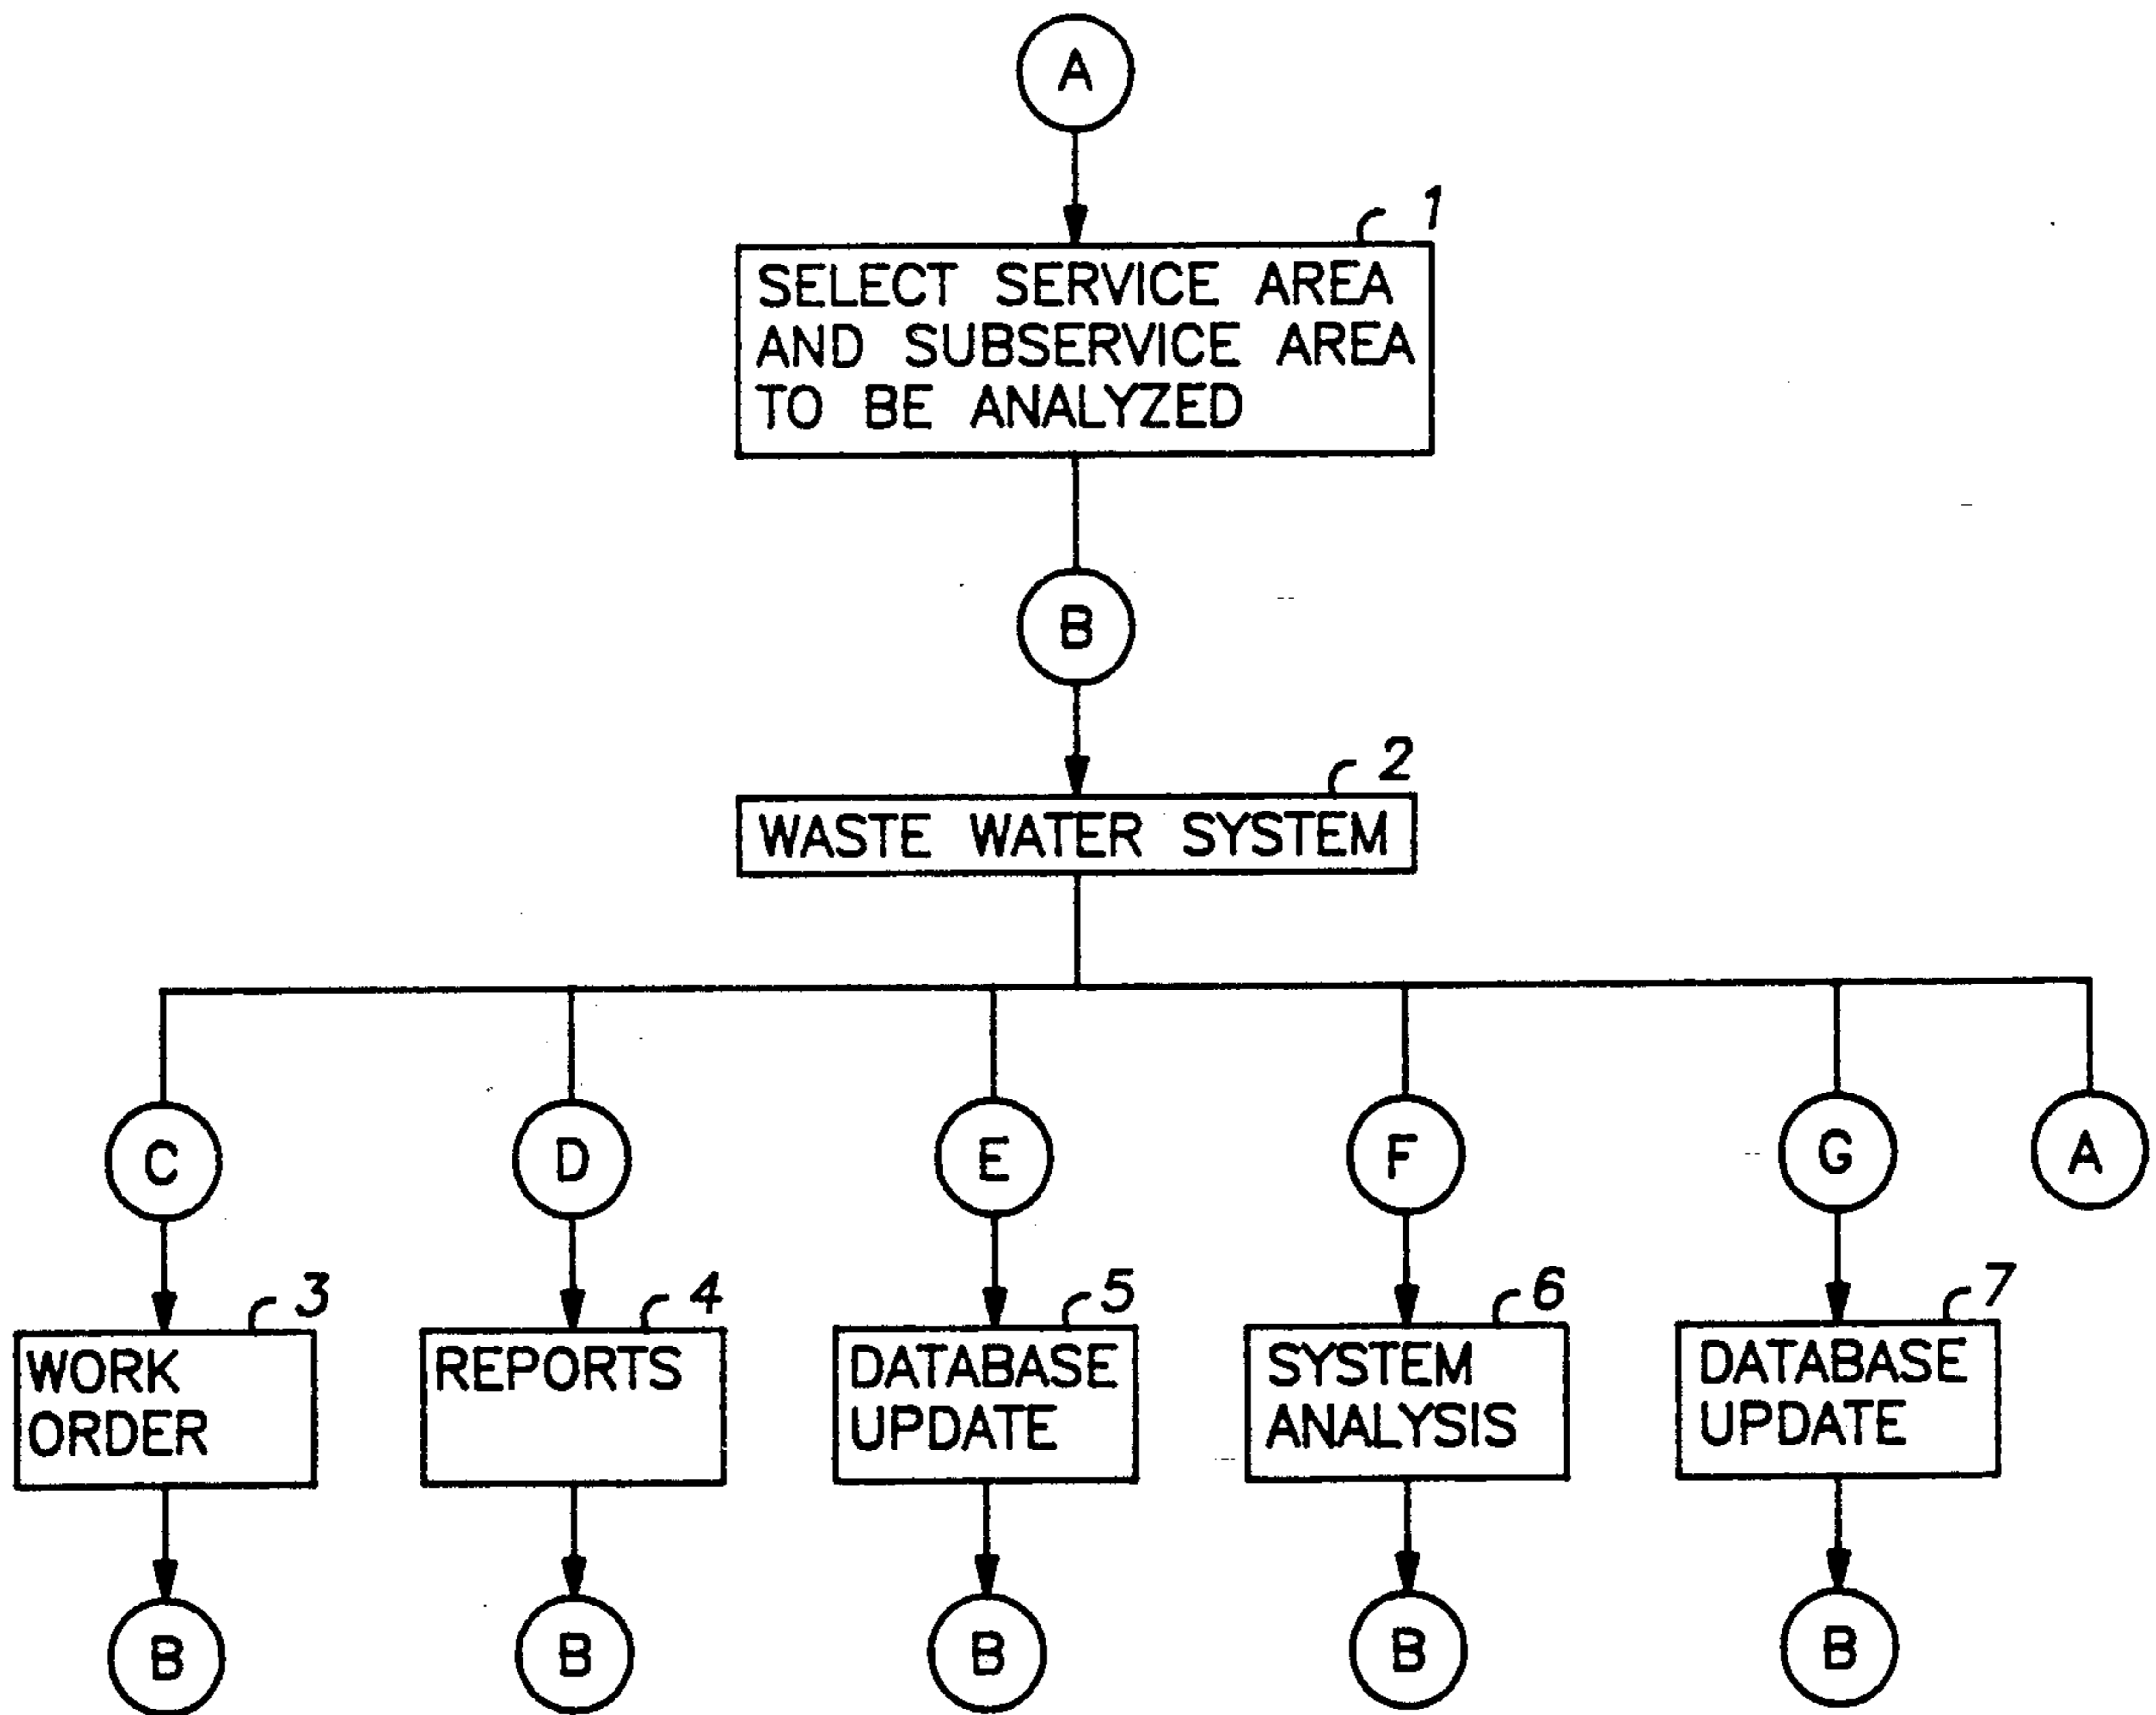 A
1
SELECT SERVICE AREA
AND SUBSERVICE AREA
TO BE ANALYZED
B
2
WASTE WATER SYSTEM
C
D
E
F
G
A
3
WORK
ORDER
4
REPORTS
5
DATABASE
UPDATE
6
SYSTEM
ANALYSIS
7
DATABASE
UPDATE
B
B
B
B
B